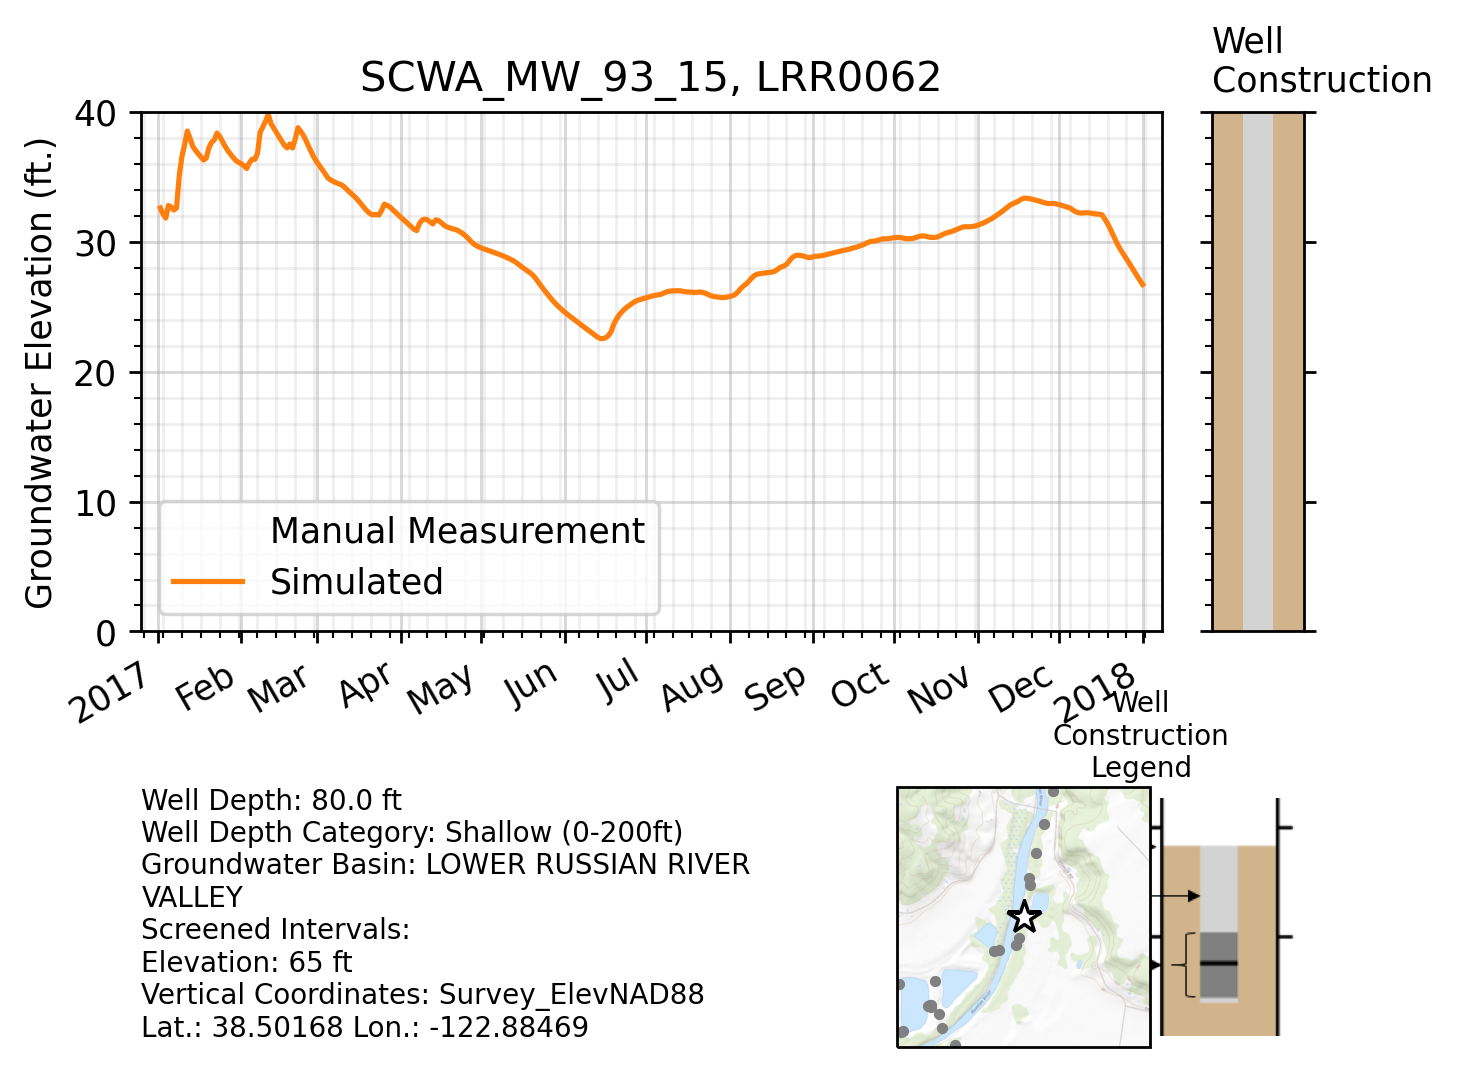 Well
Construction
SCWA_MW_93_15, LRR0062
Groundwater Elevation (ft.)
40
30
20
10
0
Manual Measurement
Simulated
2017 Feb Mar Apr May Jun Jul Aug Sep Oct Nov Dec 2018
Well
Construction
Legend
Well Depth: 80.0 ft
Well Depth Category: Shallow (0-200ft)
Groundwater Basin: LOWER RUSSIAN RIVER
VALLEY
Screened Intervals:
Elevation: 65 ft
Vertical Coordinates: Survey_ElevNAD88
Lat.: 38.50168 Lon.: -122.88469